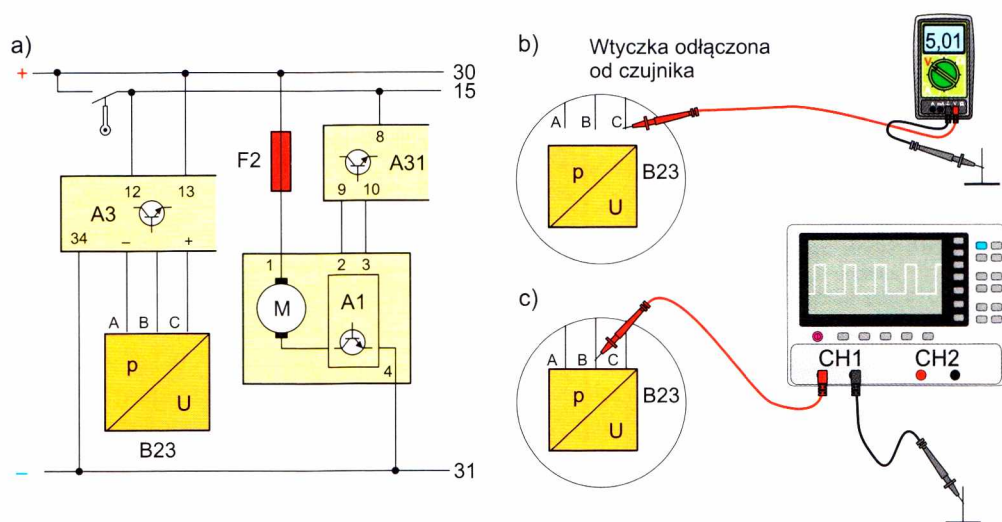 a)
+
30
15
8
F2
A31
12
13
9
10
A3
34
–
+
1
2
3
M
A1
A
B
C
4
p
U
B23
–
31
b)
Wtyczka odłączona
od czujnika
5,01
V
A
B
C
p
U
B23
c)
A
B
C
p
U
B23
CH1
CH2